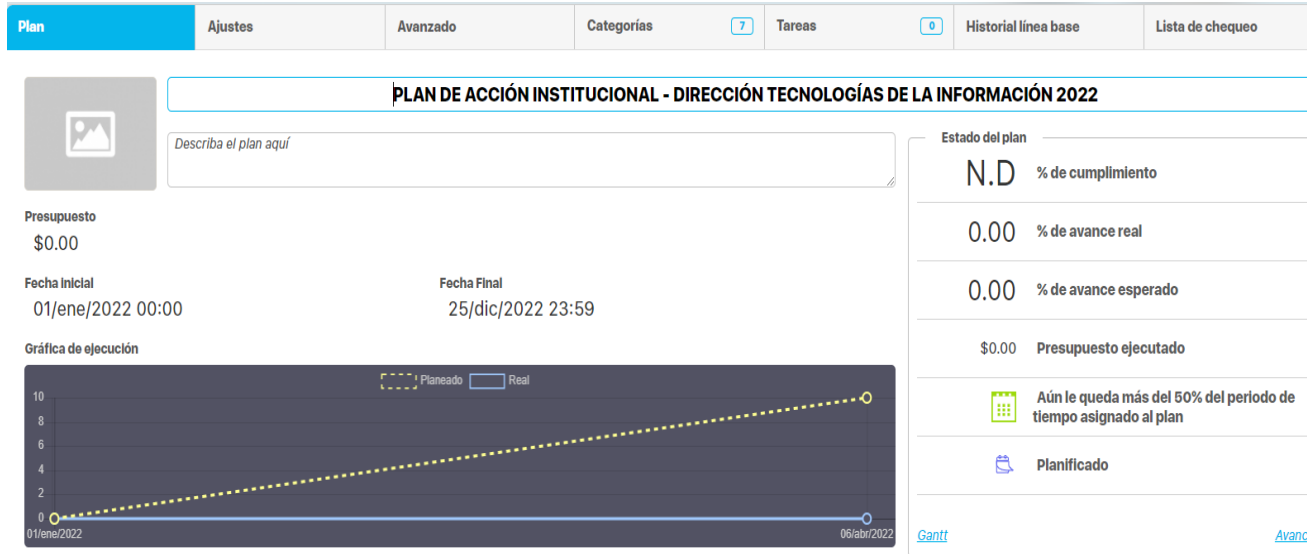 Plan Ajustes Avanzado Categorías 7 Tareas 0 Historial línea base Lista de chequeo
PLAN DE ACCIÓN INSTITUCIONAL - DIRECCIÓN TECNOLOGÍAS DE LA INFORMACIÓN 2022
Describa el plan aquí
Estado del plan
N.D % de cumplimiento
Presupuesto
$0.00
0.00 % de avance real
Fecha Inicial
01/ene/2022 00:00
Fecha Final
25/dic/2022 23:59
0.00 % de avance esperado
Gráfica de ejecución
$0.00 Presupuesto ejecutado
Planeado Real
10
8
6
4
2
0
01/ene/2022 06/abr/2022
Aún le queda más del 50% del periodo de
tiempo asignado al plan
Planificado
Gantt Avanc